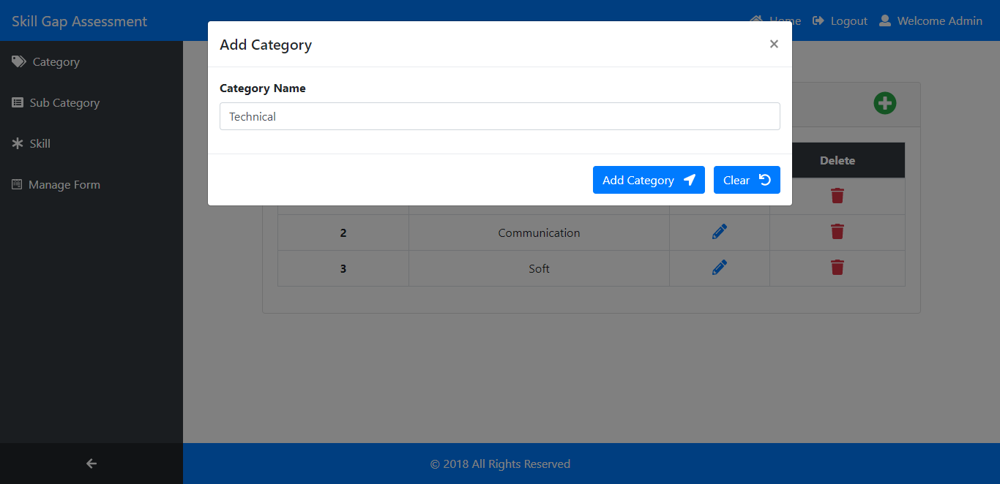 Skill Gap Assessment
Home
Logout
Welcome Admin
Category
Sub Category
Skill
Manage Form
Add Category
×
Category Name
Technical
Add Category
Clear
Delete
2
Communication
3
Soft
© 2018 All Rights Reserved